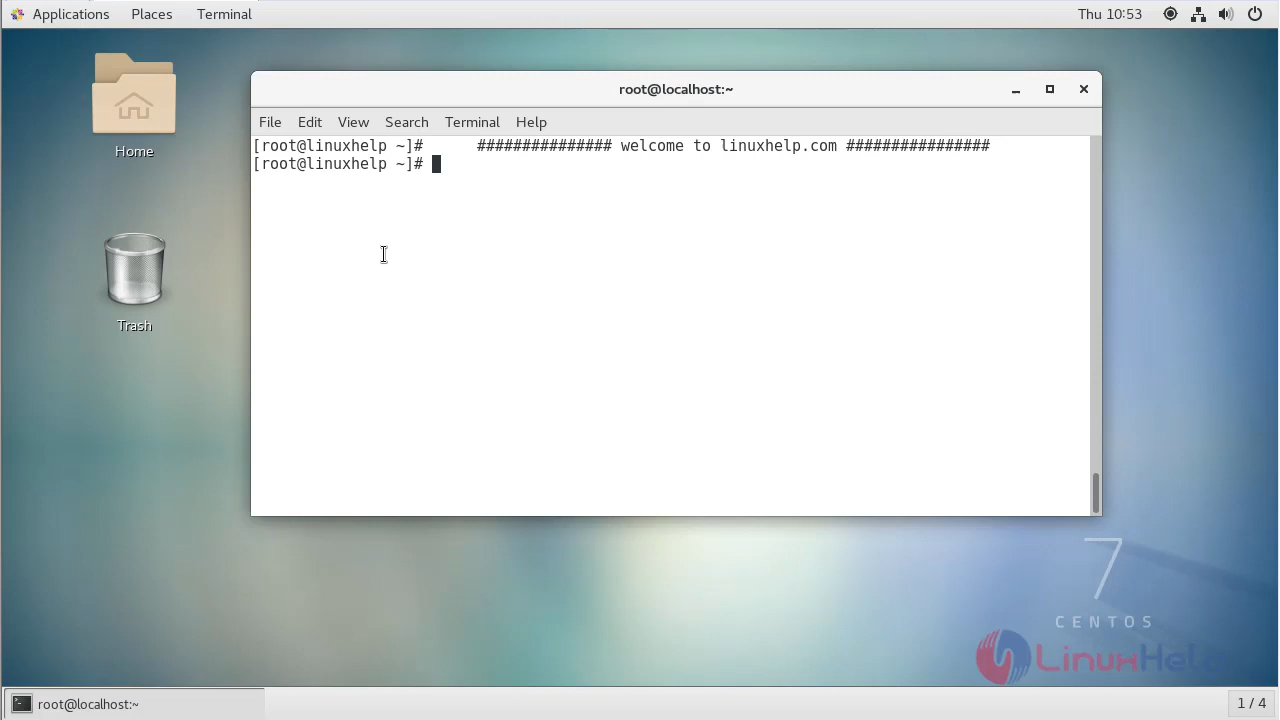 Applications Places Terminal Thu 10:53
Home
Trash
root@localhost:~
File Edit View Search Terminal Help
[root@linuxhelp ~]#      ############### welcome to linuxhelp.com ################
[root@linuxhelp ~]#
7
CENTOS
LinuxHelp
root@localhost:~ 1 / 4